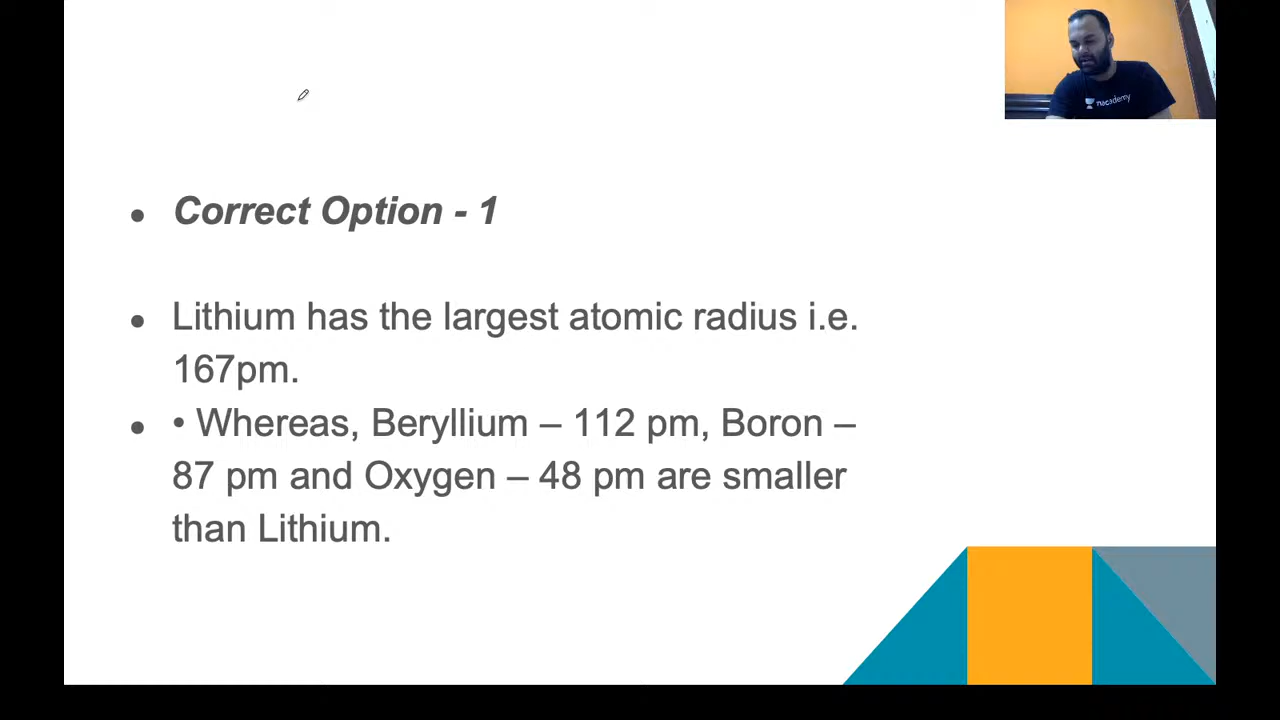 unacademy
● Correct Option - 1
● Lithium has the largest atomic radius i.e.
167pm.
● • Whereas, Beryllium – 112 pm, Boron –
87 pm and Oxygen – 48 pm are smaller
than Lithium.